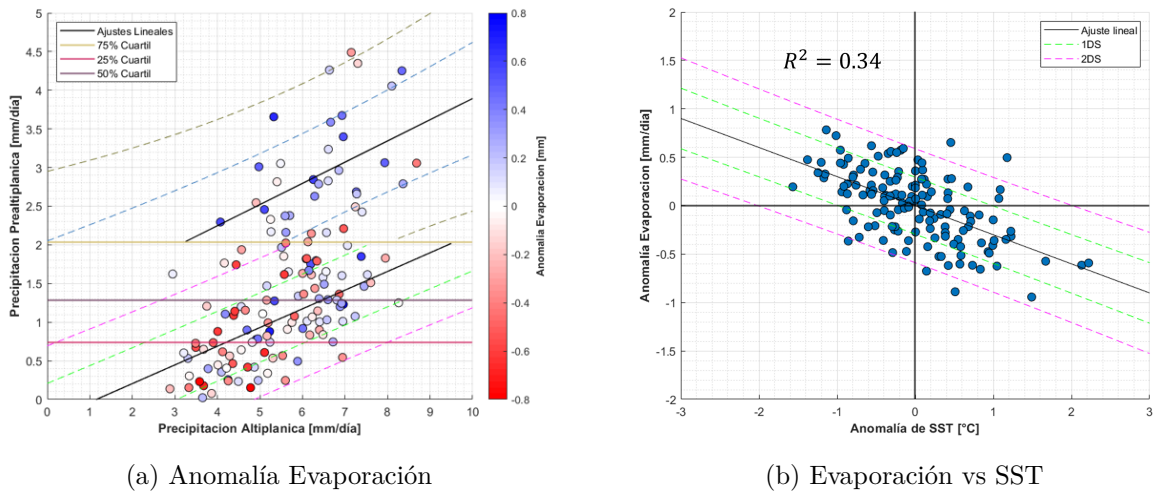 Ajustes Lineales
75% Cuartil
25% Cuartil
50% Cuartil
5
4.5
4
3.5
3
2.5
2
1.5
1
0.5
0
Precipitacion Prealtiplanica [mm/día]
0 1 2 3 4 5 6 7 8 9 10
Precipitacion Altiplanica [mm/día]
0.8
0.6
0.4
0.2
0
-0.2
-0.4
-0.6
-0.8
Anomalia Evaporacion [mm]
(a) Anomalía Evaporación
Ajuste lineal
1DS
2DS
R² = 0.34
2
1.5
1
0.5
0
-0.5
-1
-1.5
-2
Anomalía Evaporacion [mm/día]
-3 -2 -1 0 1 2 3
Anomalía de SST [°C]
(b) Evaporación vs SST